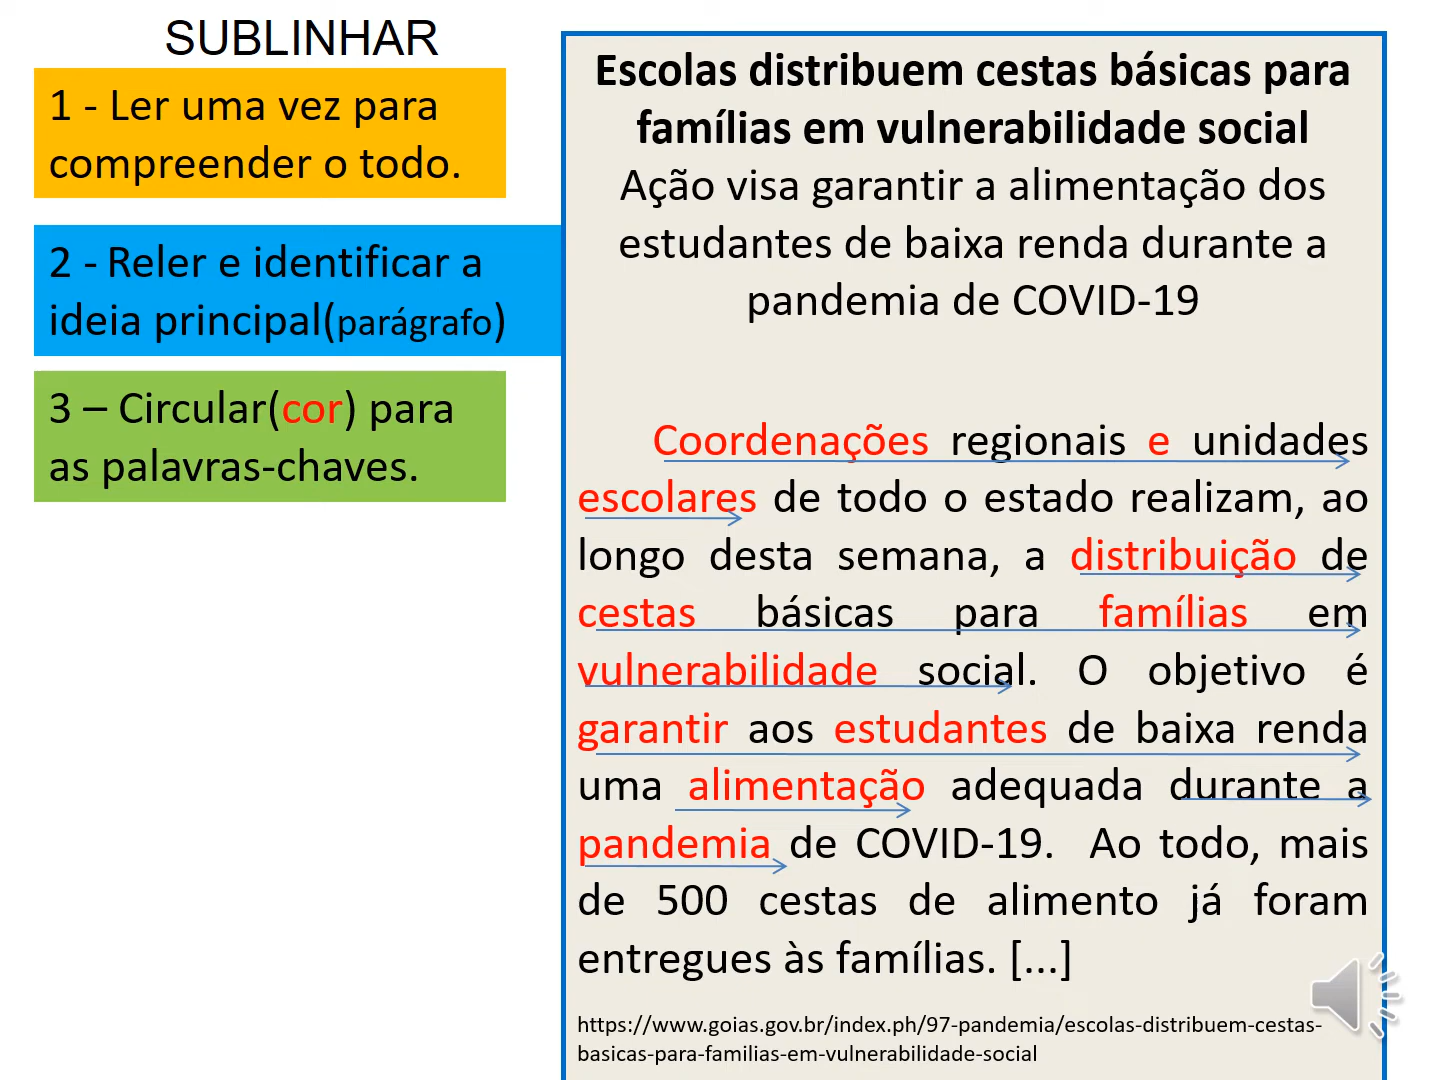 SUBLINHAR
1 - Ler uma vez para
compreender o todo.
2 - Reler e identificar a
ideia principal(parágrafo)
3 – Circular(cor) para
as palavras-chaves.
Escolas distribuem cestas básicas para
famílias em vulnerabilidade social
Ação visa garantir a alimentação dos
estudantes de baixa renda durante a
pandemia de COVID-19
Coordenações regionais e unidades
escolares de todo o estado realizam, ao
longo desta semana, a distribuição de
cestas básicas para famílias em
vulnerabilidade social. O objetivo é
garantir aos estudantes de baixa renda
uma alimentação adequada durante a
pandemia de COVID-19. Ao todo, mais
de 500 cestas de alimento já foram
entregues às famílias. [...]
https://www.goias.gov.br/index.ph/97-pandemia/escolas-distribuem-cestas-
basicas-para-familias-em-vulnerabilidade-social